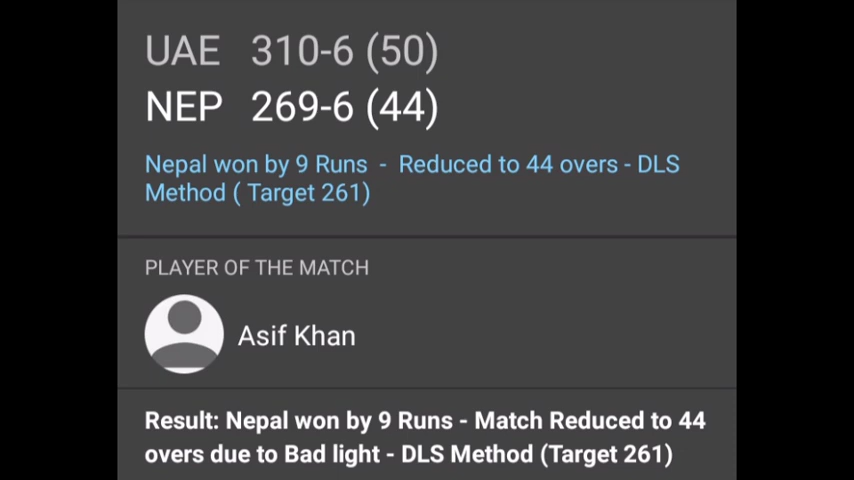 UAE 310-6 (50)
NEP 269-6 (44)
Nepal won by 9 Runs - Reduced to 44 overs - DLS
Method ( Target 261)
PLAYER OF THE MATCH
Asif Khan
Result: Nepal won by 9 Runs - Match Reduced to 44
overs due to Bad light - DLS Method (Target 261)